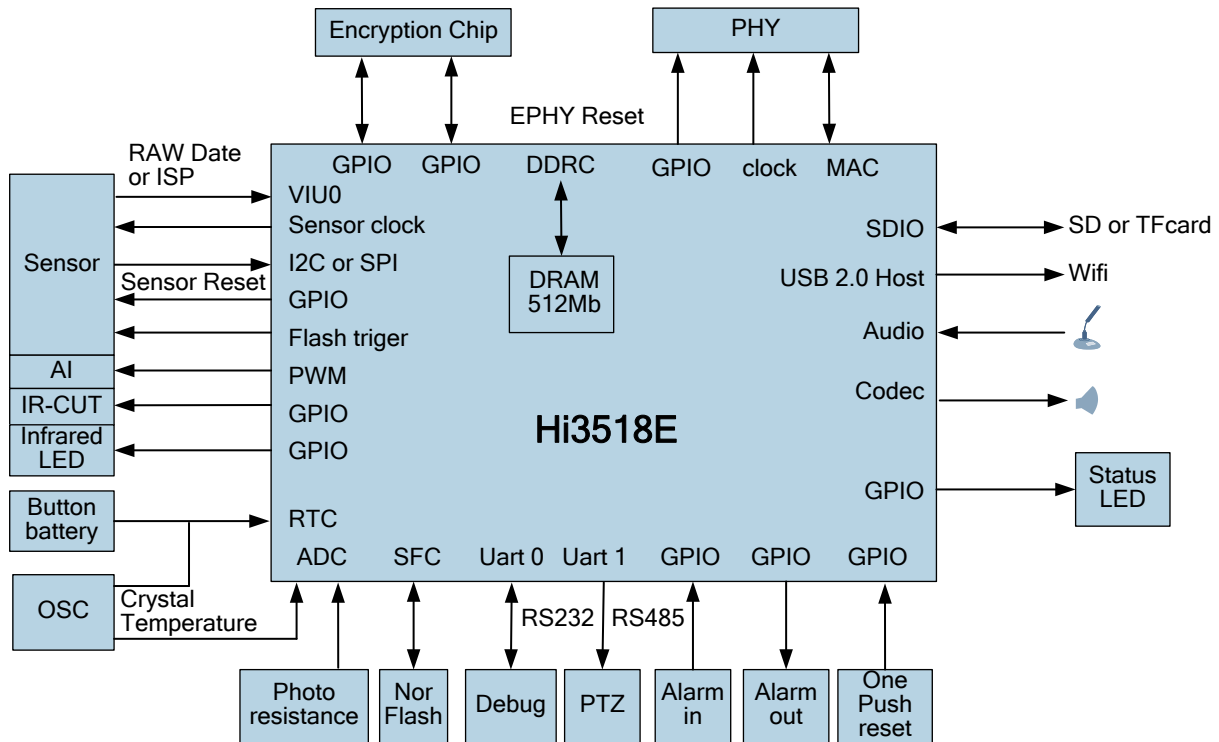 Encryption Chip
PHY
EPHY Reset
RAW Date
or ISP
GPIO
GPIO
DDRC
GPIO
clock
MAC
VIU0
Sensor clock
I2C or SPI
Sensor Reset
GPIO
Flash triger
PWM
GPIO
GPIO
Sensor
AI
IR-CUT
Infrared
LED
DRAM
512Mb
SDIO
SD or TFcard
USB 2.0 Host
Wifi
Audio
Codec
Hi3518E
GPIO
Status
LED
Button
battery
RTC
OSC
Crystal
Temperature
ADC
SFC
Uart 0
Uart 1
GPIO
GPIO
GPIO
RS232
RS485
Photo
resistance
Nor
Flash
Debug
PTZ
Alarm
in
Alarm
out
One
Push
reset